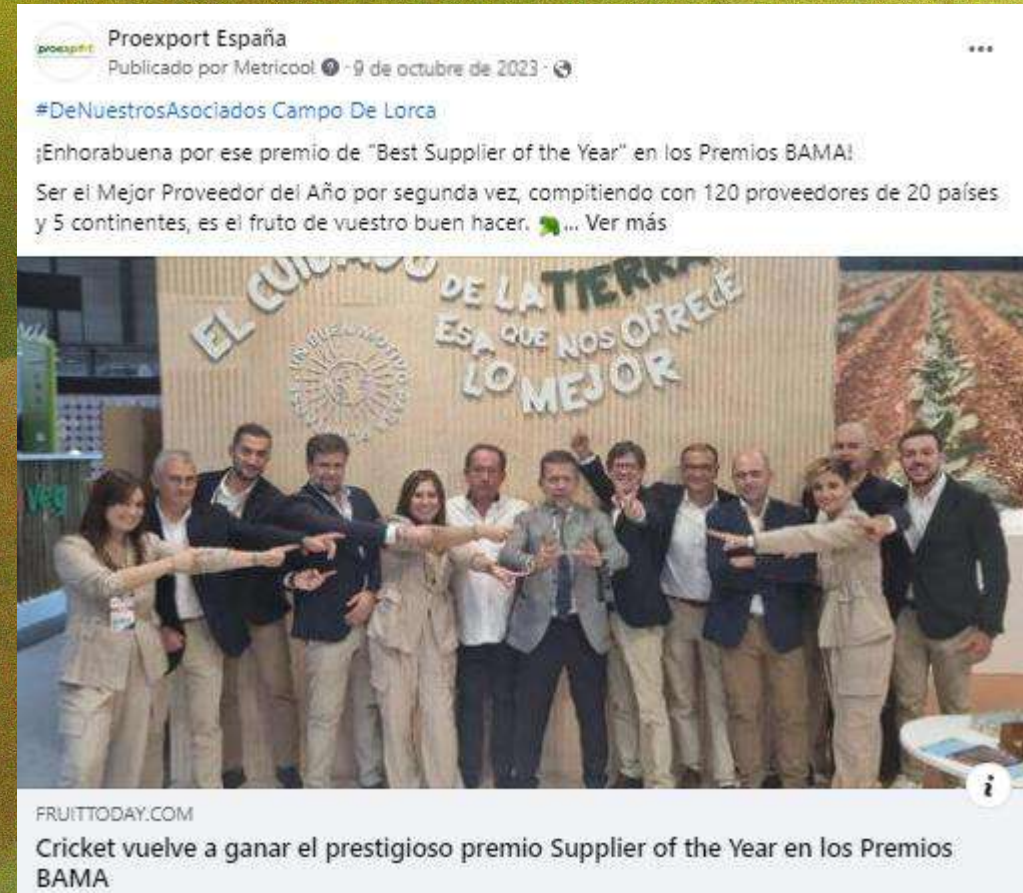 proexport
Proexport España
Publicado por Metricool · 9 de octubre de 2023 ·
#DeNuestrosAsociados Campo De Lorca
¡Enhorabuena por ese premio de "Best Supplier of the Year" en los Premios BAMA!
Ser el Mejor Proveedor del Año por segunda vez, compitiendo con 120 proveedores de 20 países
y 5 continentes, es el fruto de vuestro buen hacer. 🥦... Ver más
EL CUIDADO DE LA TIERRA
ESA QUE NOS OFRECE
LO MEJOR
veg
FRUITTODAY.COM
Cricket vuelve a ganar el prestigioso premio Supplier of the Year en los Premios
BAMA